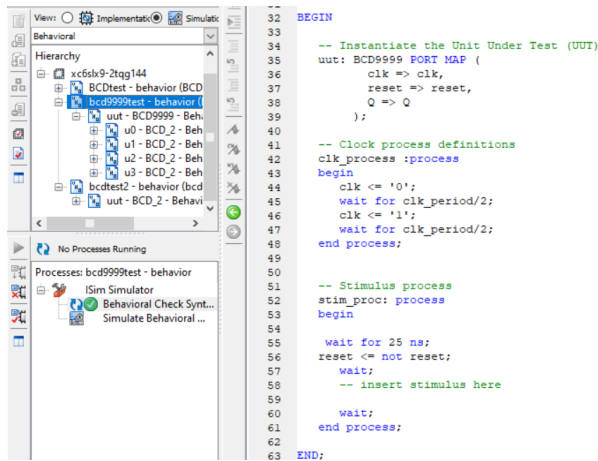 View:
Implementatic
Simulatic
Behavioral
Hierarchy
xc6slx9-2tqg144
BCDtest - behavior (BCD
bcd9999test - behavior (
uut - BCD9999 - Beh
u0 - BCD_2 - Beh
u1 - BCD_2 - Beh
u2 - BCD_2 - Beh
u3 - BCD_2 - Beh
bcdtest2 - behavior (bcd
uut - BCD_2 - Behavi
No Processes Running
Processes: bcd9999test - behavior
ISim Simulator
Behavioral Check Synt...
Simulate Behavioral ...
32 BEGIN
33
34 -- Instantiate the Unit Under Test (UUT)
35 uut: BCD9999 PORT MAP (
36 clk => clk,
37 reset => reset,
38 Q => Q
39 );
40
41 -- Clock process definitions
42 clk_process :process
43 begin
44 clk <= '0';
45 wait for clk_period/2;
46 clk <= '1';
47 wait for clk_period/2;
48 end process;
49
50
51 -- Stimulus process
52 stim_proc: process
53 begin
54
55 wait for 25 ns;
56 reset <= not reset;
57 wait;
58 -- insert stimulus here
59
60 wait;
61 end process;
62
63 END;